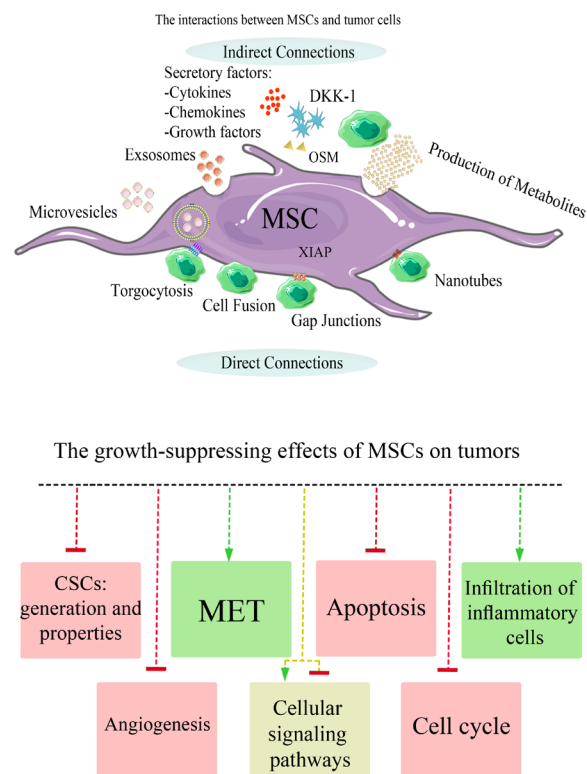 The interactions between MSCs and tumor cells
Indirect Connections
Secretory factors:
-Cytokines
-Chemokines
-Growth factors
DKK-1
OSM
Exsosomes
Production of Metabolites
Microvesicles
MSC
XIAP
Torgocytosis
Cell Fusion
Gap Junctions
Nanotubes
Direct Connections
The growth-suppressing effects of MSCs on tumors
CSCs:
generation and
properties
MET
Apoptosis
Infiltration of
inflammatory
cells
Angiogenesis
Cellular
signaling
pathways
Cell cycle